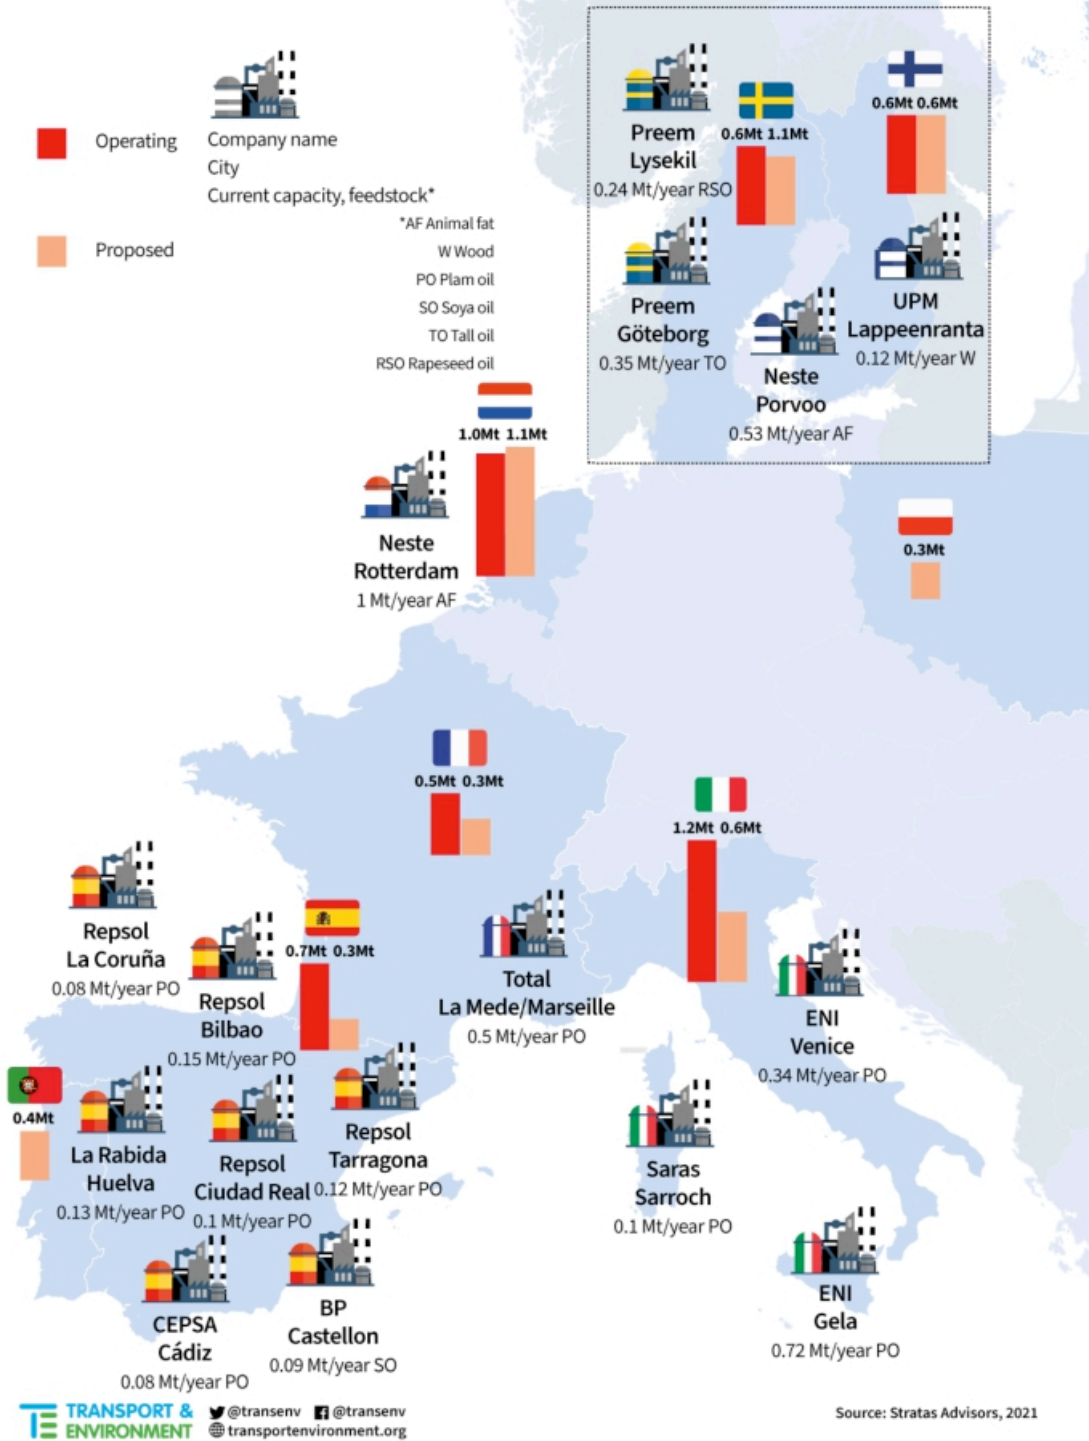 Operating
Proposed
Company name
City
Current capacity, feedstock*
*AF Animal fat
W Wood
PO Plam oil
SO Soya oil
TO Tall oil
RSO Rapeseed oil
Preem
Lysekil
0.24 Mt/year RSO
0.6Mt 1.1Mt
0.6Mt 0.6Mt
Preem
Göteborg
0.35 Mt/year TO
Neste
Porvoo
0.53 Mt/year AF
UPM
Lappeenranta
0.12 Mt/year W
1.0Mt 1.1Mt
Neste
Rotterdam
1 Mt/year AF
0.3Mt
0.5Mt 0.3Mt
1.2Mt 0.6Mt
Repsol
La Coruña
0.08 Mt/year PO
Repsol
Bilbao
0.15 Mt/year PO
0.7Mt 0.3Mt
Total
La Mede/Marseille
0.5 Mt/year PO
ENI
Venice
0.34 Mt/year PO
0.4Mt
La Rabida
Huelva
0.13 Mt/year PO
Repsol
Ciudad Real
0.1 Mt/year PO
Repsol
Tarragona
0.12 Mt/year PO
Saras
Sarroch
0.1 Mt/year PO
CEPSA
Cádiz
0.08 Mt/year PO
BP
Castellon
0.09 Mt/year SO
ENI
Gela
0.72 Mt/year PO
TE TRANSPORT &
ENVIRONMENT
@transenv @transenv
transportenvironment.org
Source: Stratas Advisors, 2021